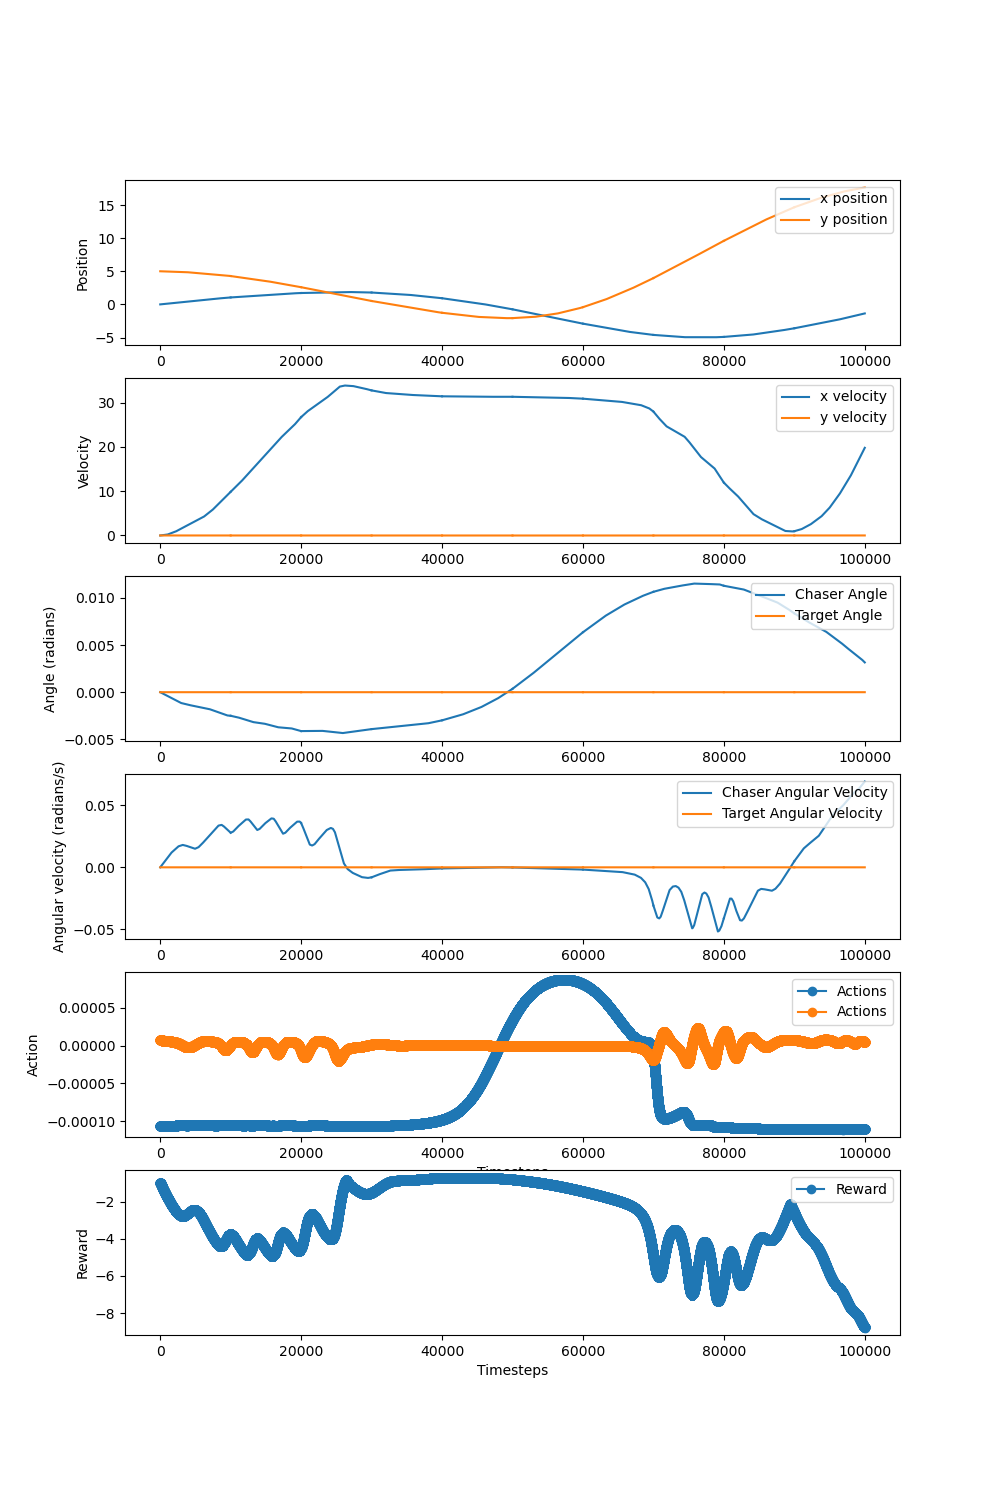 Position
15
10
5
0
−5
x position
y position
0 20000 40000 60000 80000 100000
Velocity
30
20
10
0
x velocity
y velocity
0 20000 40000 60000 80000 100000
Angle (radians)
0.010
0.005
0.000
−0.005
Chaser Angle
Target Angle
0 20000 40000 60000 80000 100000
Angular velocity (radians/s)
0.05
0.00
−0.05
Chaser Angular Velocity
Target Angular Velocity
0 20000 40000 60000 80000 100000
Action
0.00005
0.00000
−0.00005
−0.00010
Actions
Actions
0 20000 40000 60000 80000 100000
Timesteps
Reward
−2
−4
−6
−8
Reward
0 20000 40000 60000 80000 100000
Timesteps